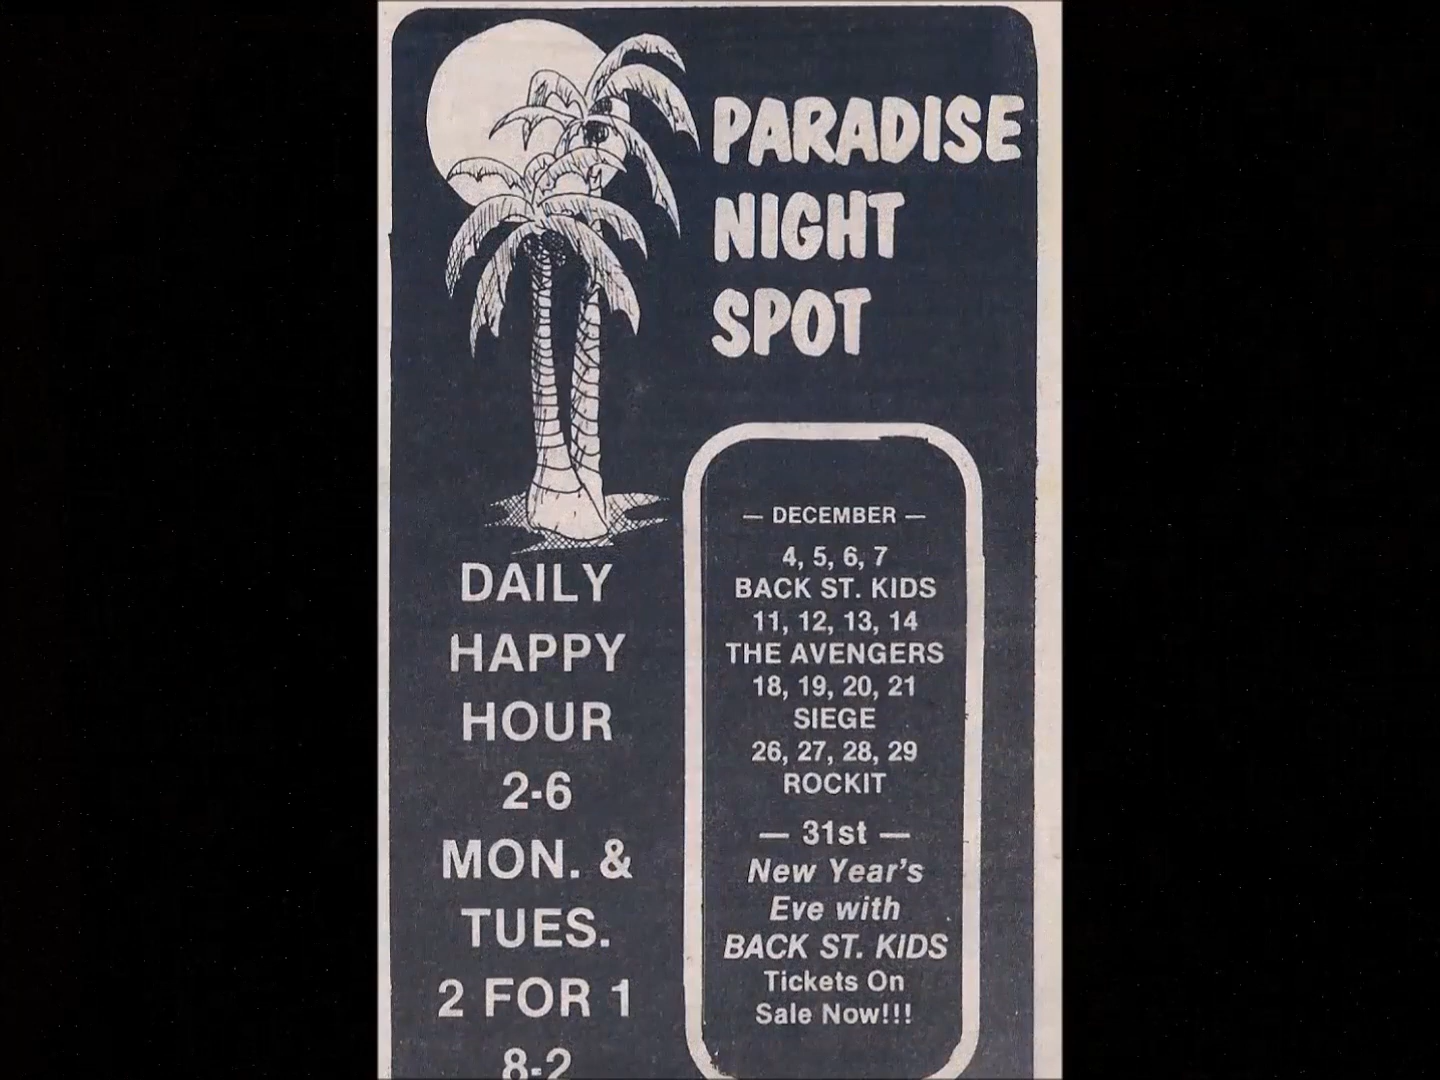 PARADISE
NIGHT
SPOT
DAILY
HAPPY
HOUR
2-6
MON. &
TUES.
2 FOR 1
8-2
— DECEMBER —
4, 5, 6, 7
BACK ST. KIDS
11, 12, 13, 14
THE AVENGERS
18, 19, 20, 21
SIEGE
26, 27, 28, 29
ROCKIT
— 31st —
New Year's
Eve with
BACK ST. KIDS
Tickets On
Sale Now!!!